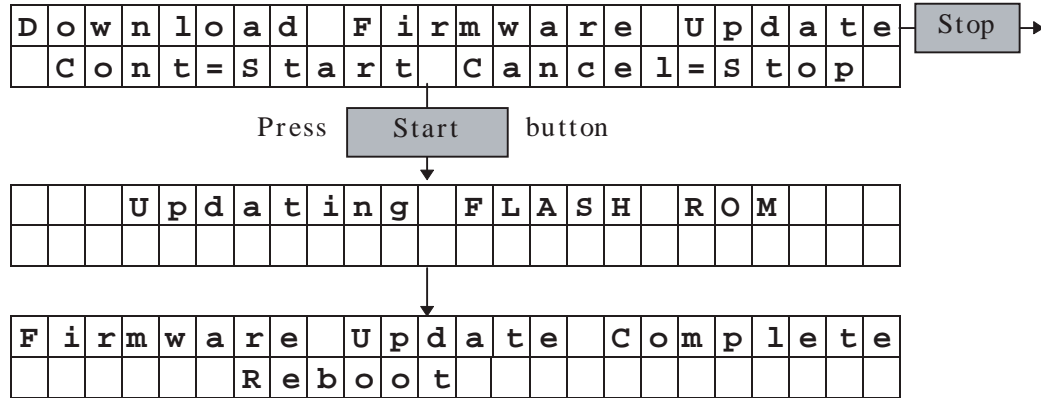 Download Firmware Update Stop
Cont=Start Cancel=Stop
Press Start button
Updating FLASH ROM
Firmware Update Complete
Reboot